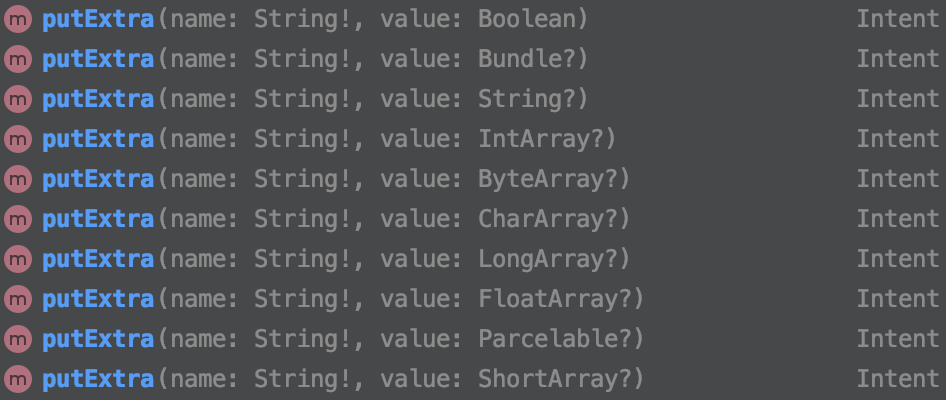 m putExtra(name: String!, value: Boolean) Intent
m putExtra(name: String!, value: Bundle?) Intent
m putExtra(name: String!, value: String?) Intent
m putExtra(name: String!, value: IntArray?) Intent
m putExtra(name: String!, value: ByteArray?) Intent
m putExtra(name: String!, value: CharArray?) Intent
m putExtra(name: String!, value: LongArray?) Intent
m putExtra(name: String!, value: FloatArray?) Intent
m putExtra(name: String!, value: Parcelable?) Intent
m putExtra(name: String!, value: ShortArray?) Intent